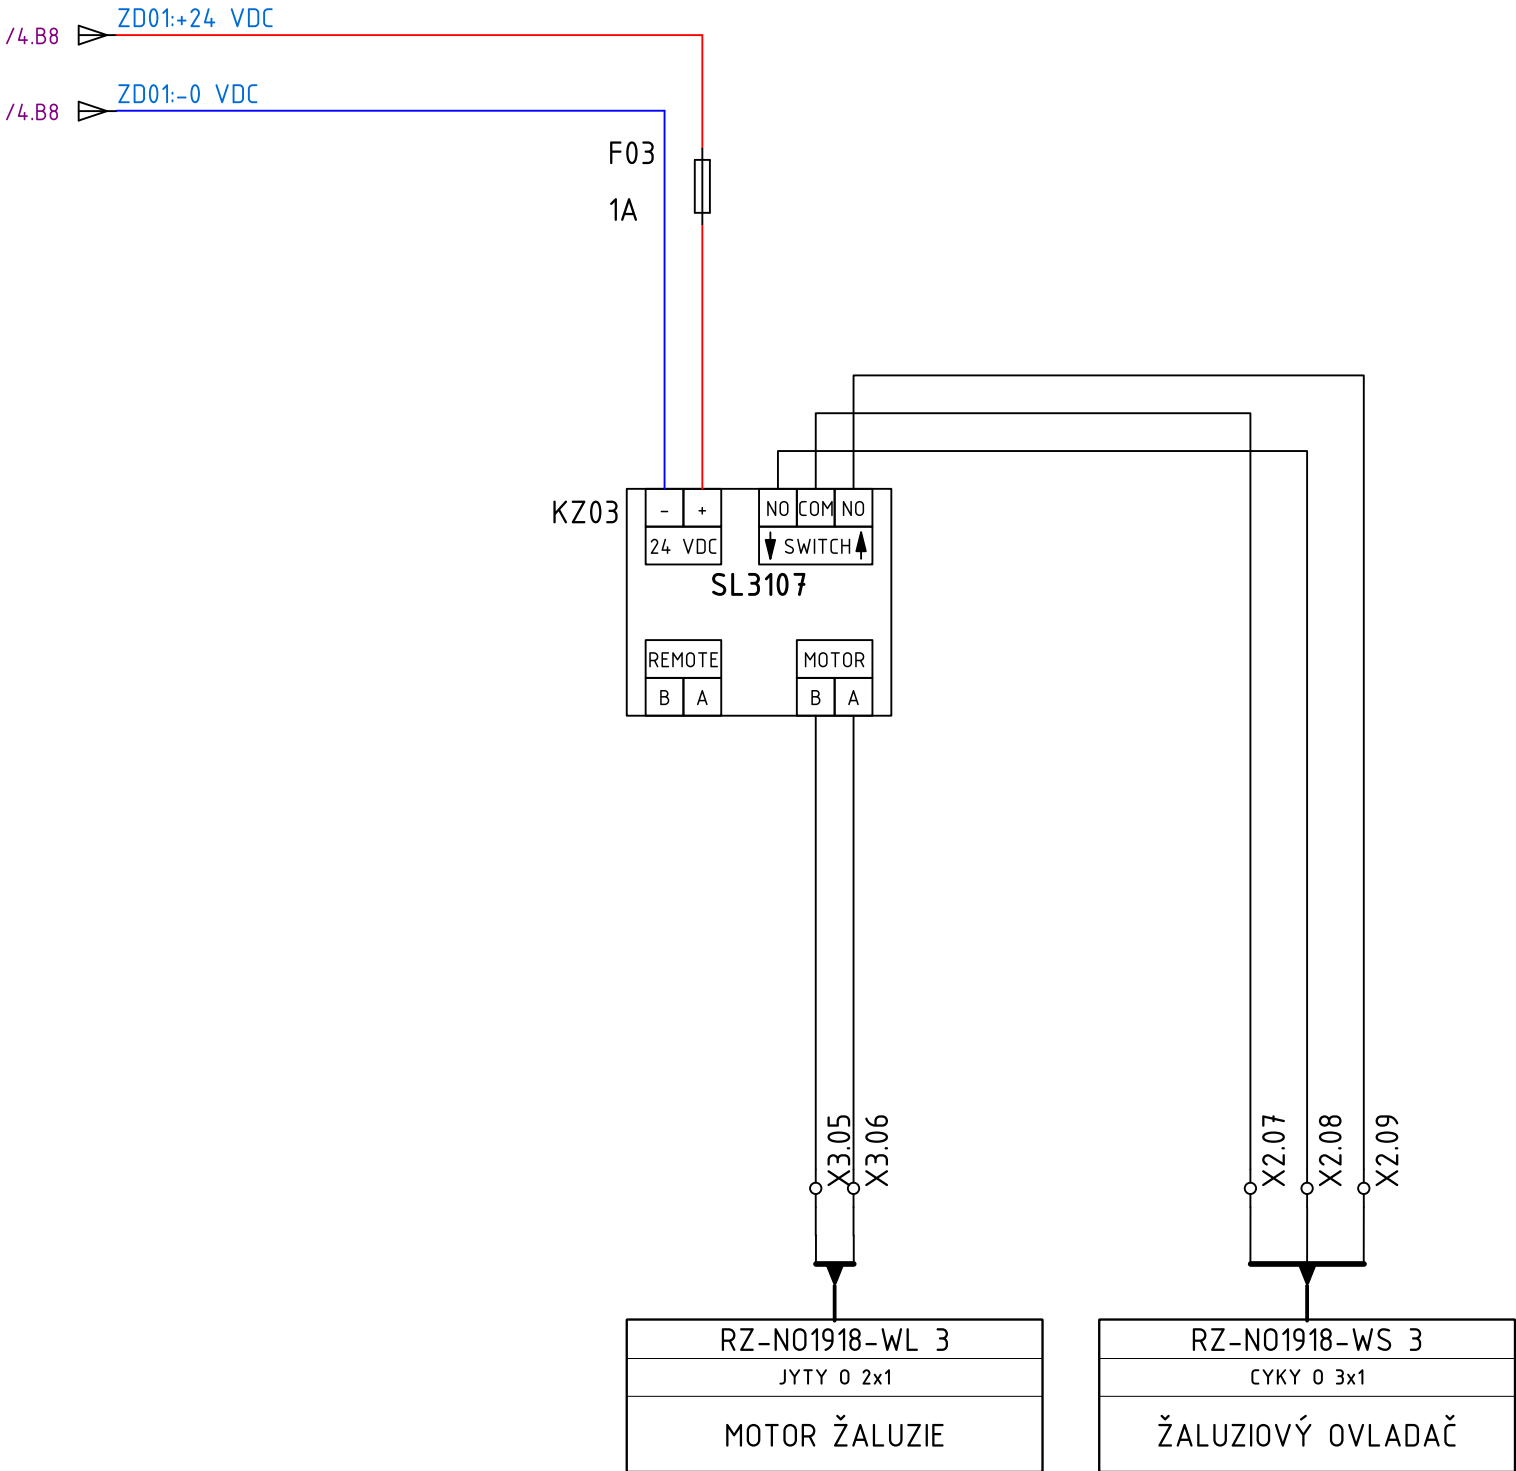 ZD01:+24 VDC
/4.B8
ZD01:-0 VDC
/4.B8
F03
1A
KZ03
- + NO COM NO
24 VDC SWITCH
SL3107
REMOTE MOTOR
B A B A
X3.05 X3.06 X2.07 X2.08 X2.09
RZ-NO1918-WL 3
JYTY O 2x1
MOTOR ŽALUZIE
RZ-NO1918-WS 3
CYKY O 3x1
ŽALUZIOVÝ OVLADAČ